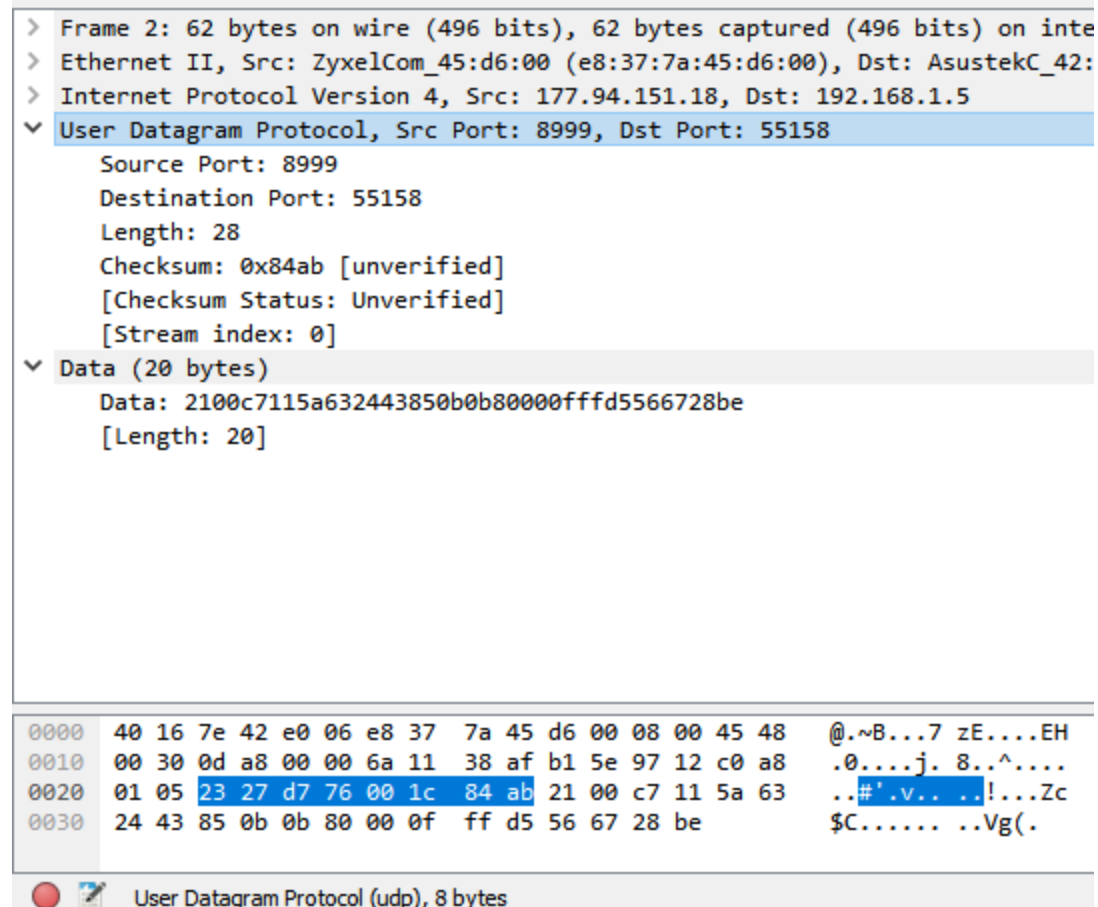 > Frame 2: 62 bytes on wire (496 bits), 62 bytes captured (496 bits) on inte
> Ethernet II, Src: ZyxelCom_45:d6:00 (e8:37:7a:45:d6:00), Dst: AsustekC_42:
> Internet Protocol Version 4, Src: 177.94.151.18, Dst: 192.168.1.5
User Datagram Protocol, Src Port: 8999, Dst Port: 55158
Source Port: 8999
Destination Port: 55158
Length: 28
Checksum: 0x84ab [unverified]
[Checksum Status: Unverified]
[Stream index: 0]
Data (20 bytes)
Data: 2100c7115a632443850b0b80000fffd5566728be
[Length: 20]
0000 40 16 7e 42 e0 06 e8 37 7a 45 d6 00 08 00 45 48 @.~B...7 zE....EH
0010 00 30 0d a8 00 00 6a 11 38 af b1 5e 97 12 c0 a8 .0....j. 8..^....
0020 01 05 23 27 d7 76 00 1c 84 ab 21 00 c7 11 5a 63 ..#'.v.. ..!...Zc
0030 24 43 85 0b 0b 80 00 0f ff d5 56 67 28 be $C...... ..Vg(.
User Datagram Protocol (udp), 8 bytes